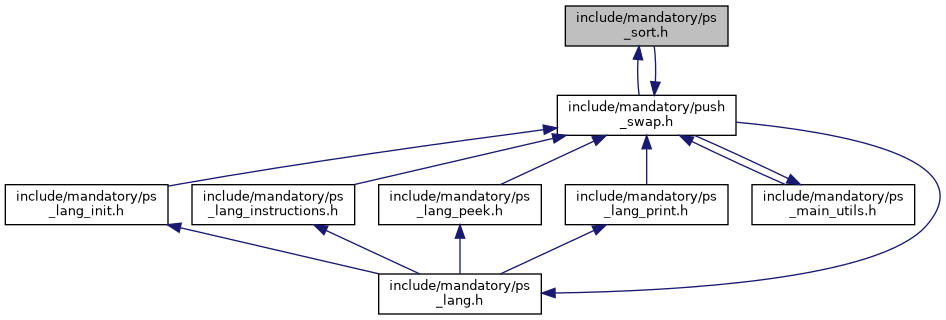 include/mandatory/ps
_sort.h
include/mandatory/push
_swap.h
include/mandatory/ps
_lang_init.h
include/mandatory/ps
_lang_instructions.h
include/mandatory/ps
_lang_peek.h
include/mandatory/ps
_lang_print.h
include/mandatory/ps
_main_utils.h
include/mandatory/ps
_lang.h